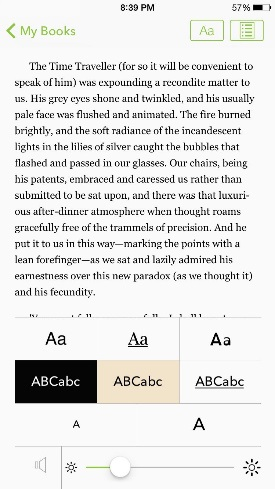 8:39 PM 57%
My Books Aa
The Time Traveller (for so it will be convenient to
speak of him) was expounding a recondite matter to
us. His grey eyes shone and twinkled, and his usually
pale face was flushed and animated. The fire burned
brightly, and the soft radiance of the incandescent
lights in the lilies of silver caught the bubbles that
flashed and passed in our glasses. Our chairs, being
his patents, embraced and caressed us rather than
submitted to be sat upon, and there was that luxuri-
ous after-dinner atmosphere when thought roams
gracefully free of the trammels of precision. And he
put it to us in this way—marking the points with a
lean forefinger—as we sat and lazily admired his
earnestness over this new paradox (as we thought it)
and his fecundity.
Aa Aa Aa
ABCabc ABCabc ABCabc
A A